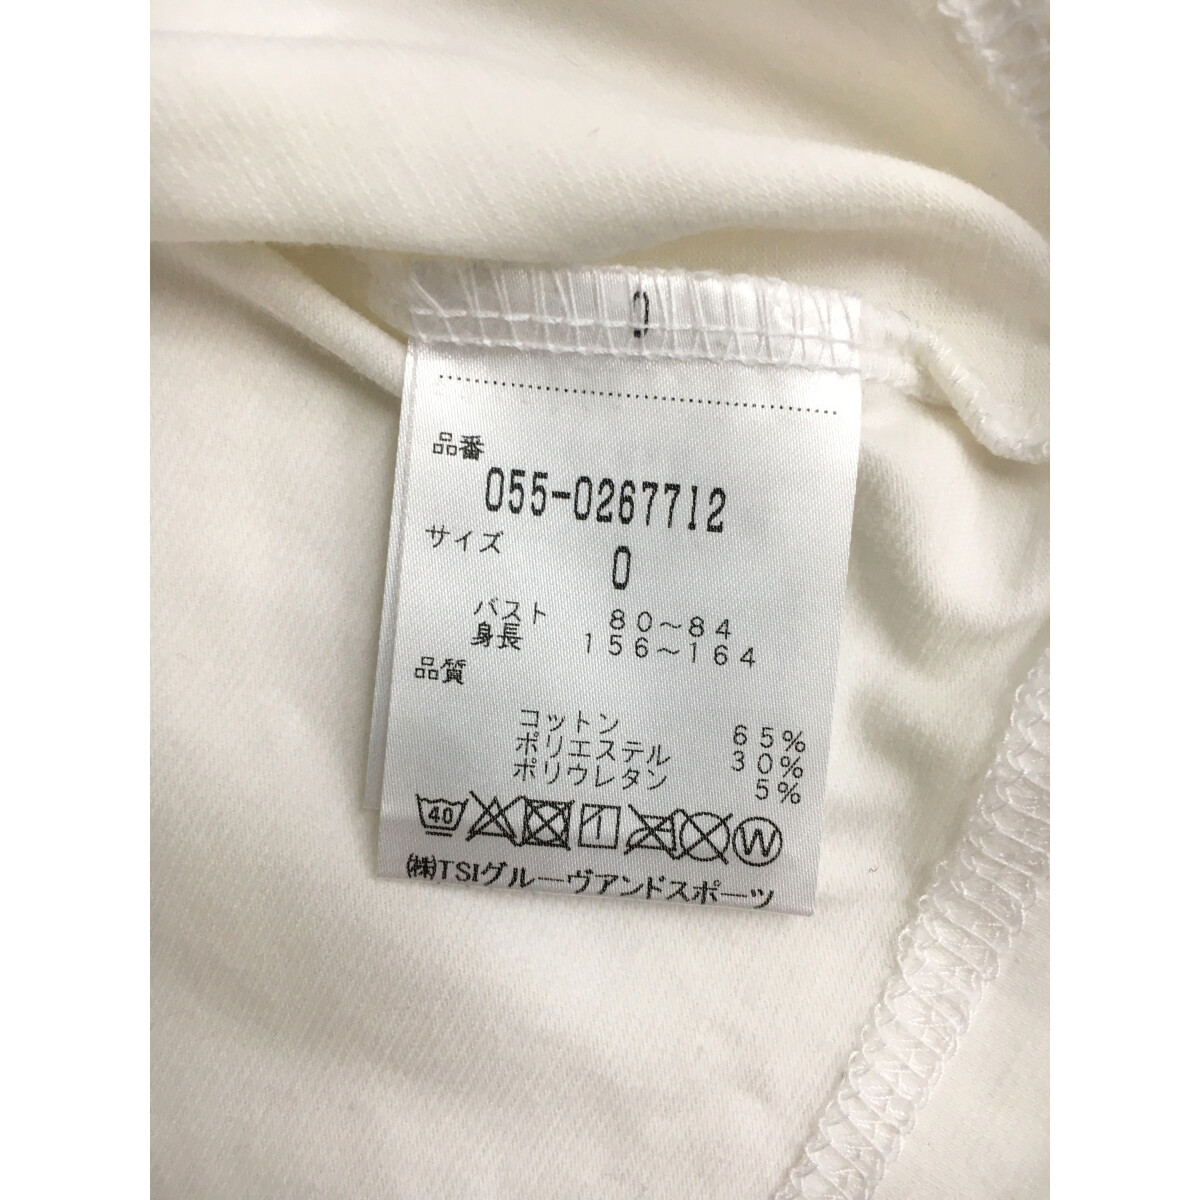 品番
055-0267712
サイズ
0
バスト 80～84
身長 156～164
品質
コットン 65%
ポリエステル 30%
ポリウレタン 5%
40 W
㈱TSIグルーヴアンドスポーツ